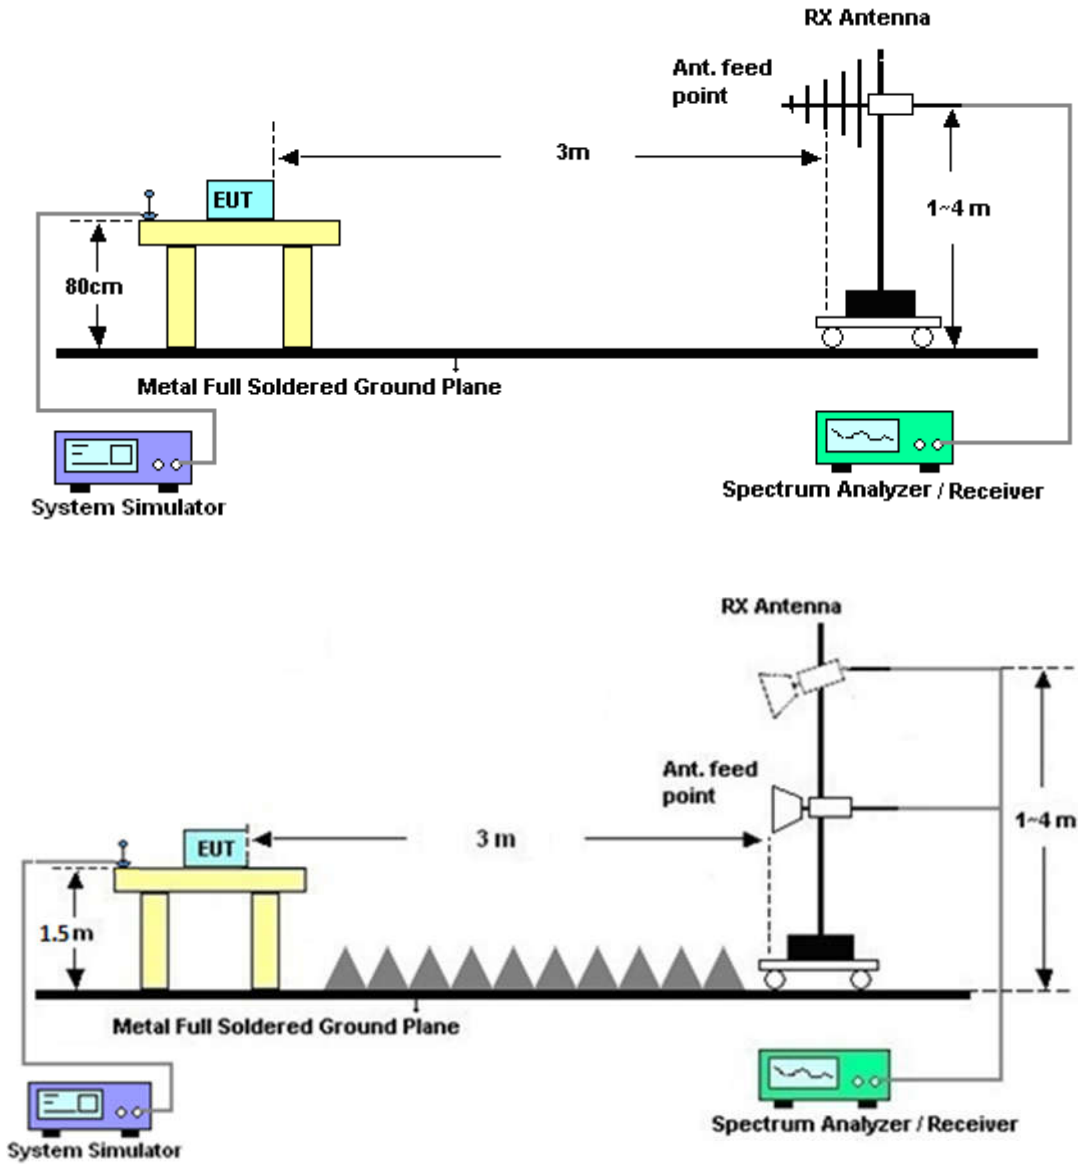 RX Antenna
Ant. feed
point
3m
EUT
1~4 m
80cm
Metal Full Soldered Ground Plane
System Simulator
Spectrum Analyzer / Receiver
RX Antenna
Ant. feed
point
3 m
1~4 m
EUT
1.5 m
Metal Full Soldered Ground Plane
Spectrum Analyzer / Receiver
System Simulator